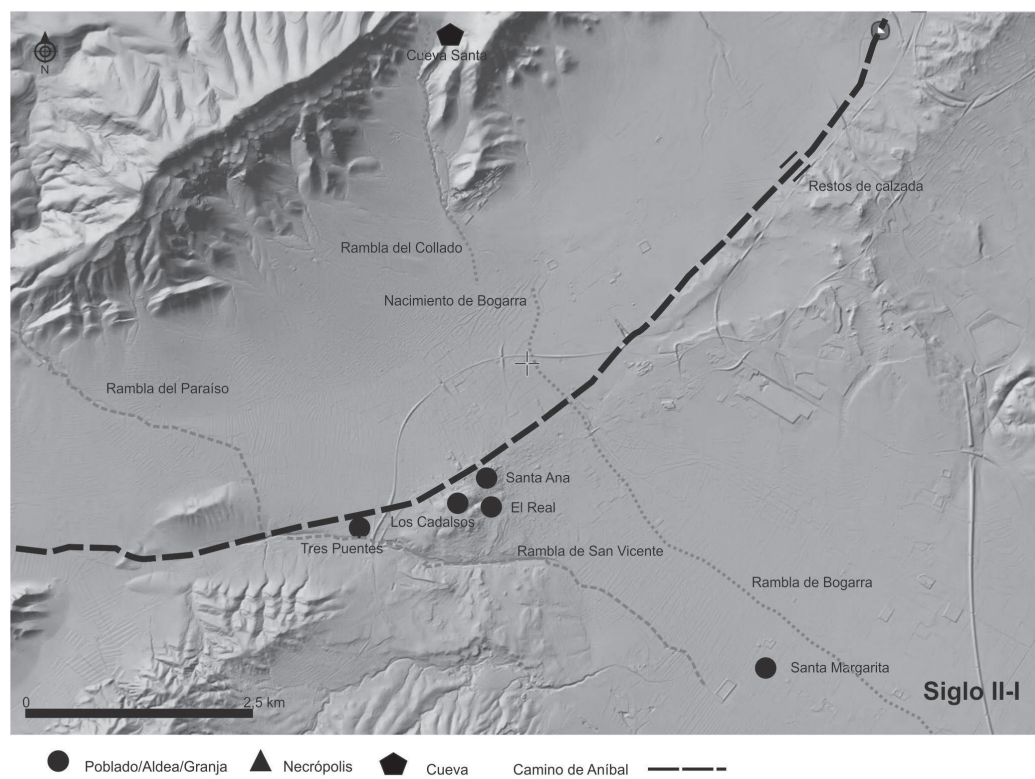 N
Cueva Santa
Restos de calzada
Rambla del Collado
Nacimiento de Bogarra
Rambla del Paraíso
Santa Ana
Los Cadalsos
El Real
Tres Puentes
Rambla de San Vicente
Rambla de Bogarra
Santa Margarita
Siglo II-I
0 2,5 km
Poblado/Aldea/Granja Necrópolis Cueva Camino de Aníbal